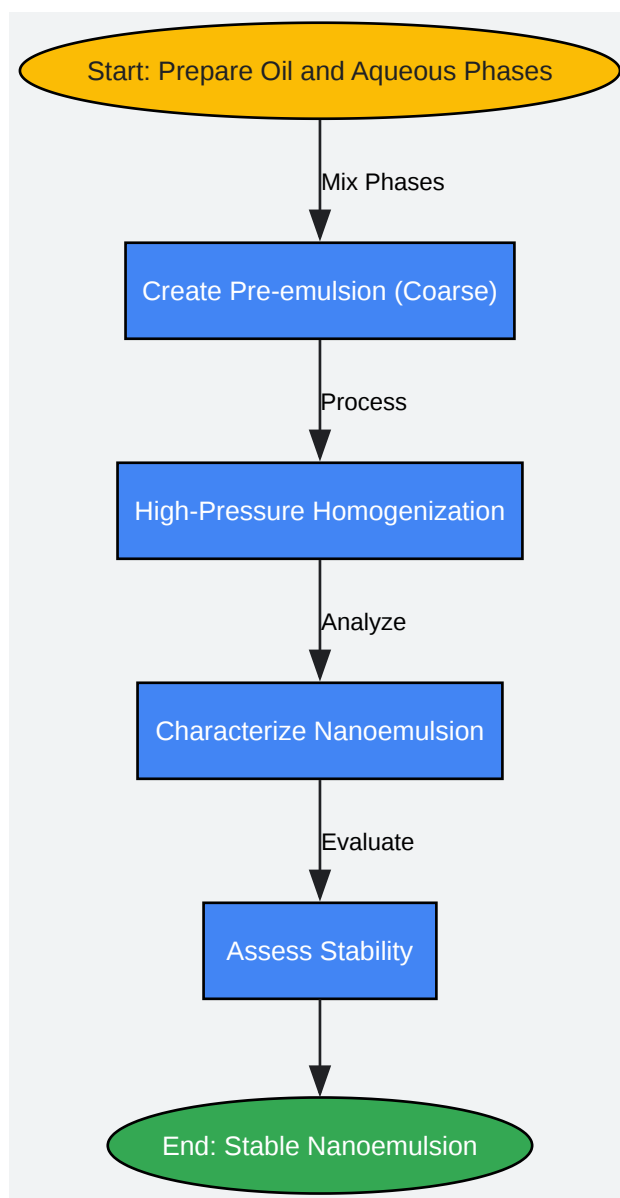 Start: Prepare Oil and Aqueous Phases
Mix Phases
Create Pre-emulsion (Coarse)
Process
High-Pressure Homogenization
Analyze
Characterize Nanoemulsion
Evaluate
Assess Stability
End: Stable Nanoemulsion